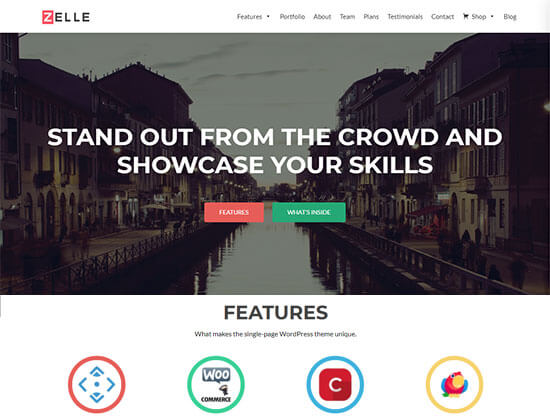 ZELLE
Features Portfolio About Team Plans Testimonials Contact Shop Blog
STAND OUT FROM THE CROWD AND
SHOWCASE YOUR SKILLS
FEATURES WHAT'S INSIDE
FEATURES
What makes the single-page WordPress theme unique.
WOO
COMMERCE
C